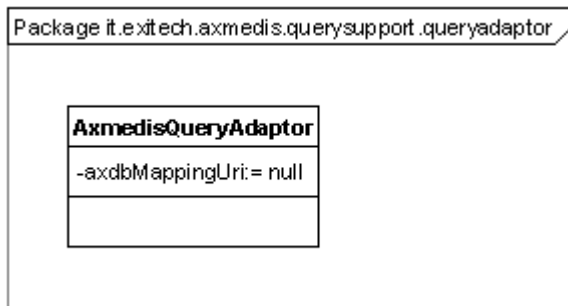 Package it.exitech.axmedis.querysupport.queryadaptor
AxmedisQueryAdaptor
-axdbMappingUri:= null